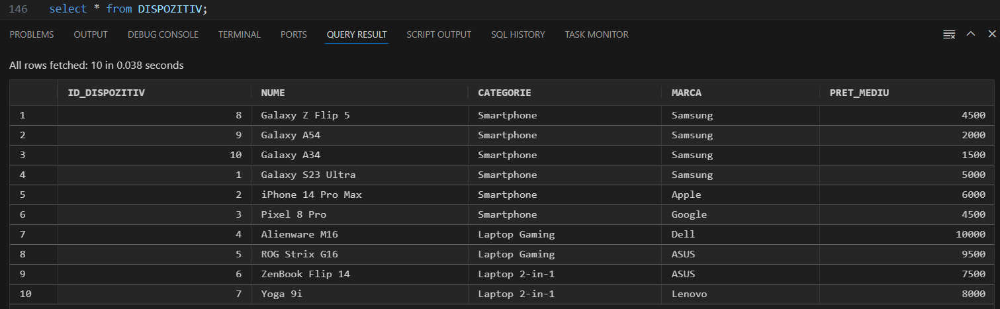 146 select * from DISPOZITIV;
PROBLEMS OUTPUT DEBUG CONSOLE TERMINAL PORTS QUERY RESULT SCRIPT OUTPUT SQL HISTORY TASK MONITOR
All rows fetched: 10 in 0.038 seconds
ID_DISPOZITIV NUME CATEGORIE MARCA PRET_MEDIU
1 8 Galaxy Z Flip 5 Smartphone Samsung 4500
2 9 Galaxy A54 Smartphone Samsung 2000
3 10 Galaxy A34 Smartphone Samsung 1500
4 1 Galaxy S23 Ultra Smartphone Samsung 5000
5 2 iPhone 14 Pro Max Smartphone Apple 6000
6 3 Pixel 8 Pro Smartphone Google 4500
7 4 Alienware M16 Laptop Gaming Dell 10000
8 5 ROG Strix G16 Laptop Gaming ASUS 9500
9 6 ZenBook Flip 14 Laptop 2-in-1 ASUS 7500
10 7 Yoga 9i Laptop 2-in-1 Lenovo 8000